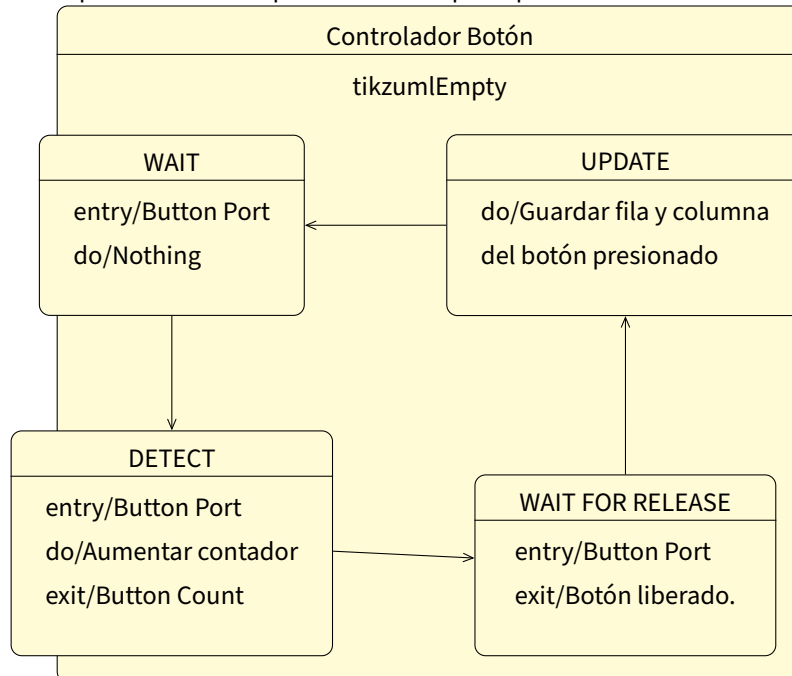 Controlador Botón
tikzumlEmpty
WAIT
entry/Button Port
do/Nothing
UPDATE
do/Guardar fila y columna
del botón presionado
DETECT
entry/Button Port
do/Aumentar contador
exit/Button Count
WAIT FOR RELEASE
entry/Button Port
exit/Botón liberado.